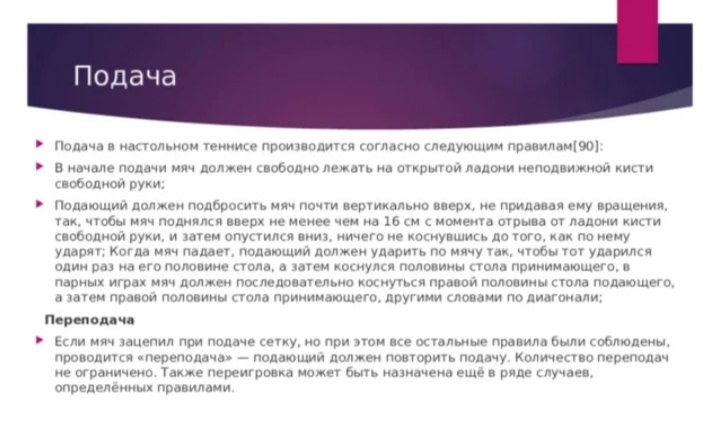 Подача
Подача в настольном теннисе производится согласно следующим правилам[90]:
В начале подачи мяч должен свободно лежать на открытой ладони неподвижной кисти
свободной руки;
Подающий должен подбросить мяч почти вертикально вверх, не придавая ему вращения,
так, чтобы мяч поднялся вверх не менее чем на 16 см с момента отрыва от ладони кисти
свободной руки, и затем опустился вниз, ничего не коснувшись до того, как по нему
ударят; Когда мяч падает, подающий должен ударить по мячу так, чтобы тот ударился
один раз на его половине стола, а затем коснулся половины стола принимающего, в
парных играх мяч должен последовательно коснуться правой половины стола подающего,
а затем правой половины стола принимающего, другими словами по диагонали;
Переподача
Если мяч зацепил при подаче сетку, но при этом все остальные правила были соблюдены,
проводится «переподача» — подающий должен повторить подачу. Количество переподач
не ограничено. Также переигровка может быть назначена ещё в ряде случаев,
определённых правилами.